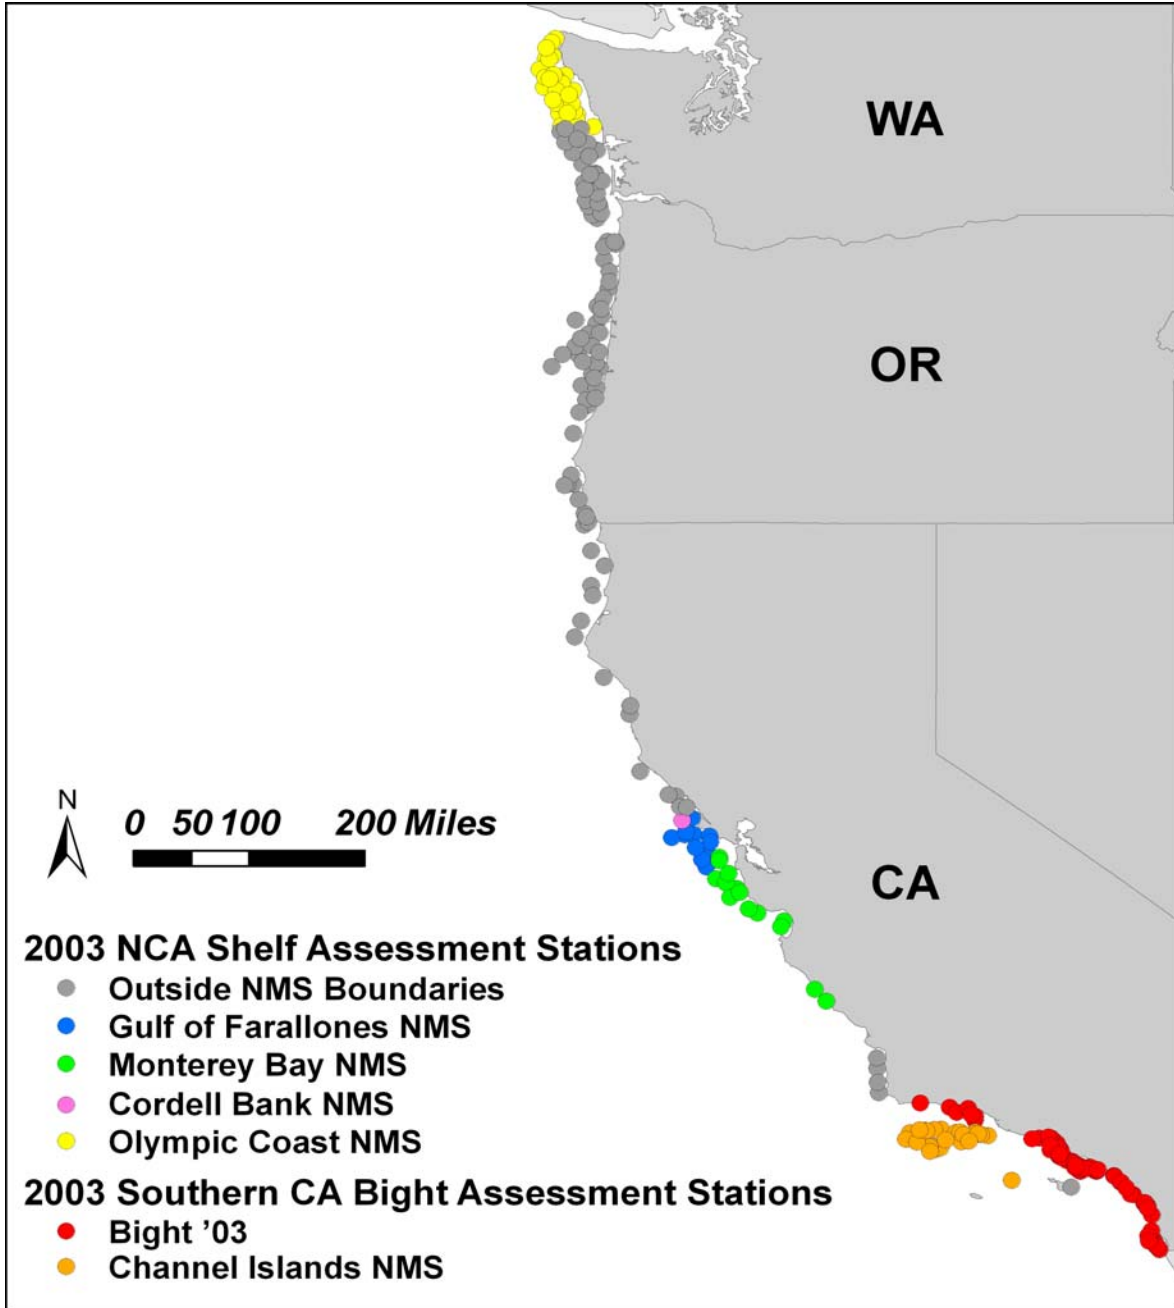 WA
OR
N
0 50 100 200 Miles
CA
2003 NCA Shelf Assessment Stations
Outside NMS Boundaries
Gulf of Farallones NMS
Monterey Bay NMS
Cordell Bank NMS
Olympic Coast NMS
2003 Southern CA Bight Assessment Stations
Bight ’03
Channel Islands NMS